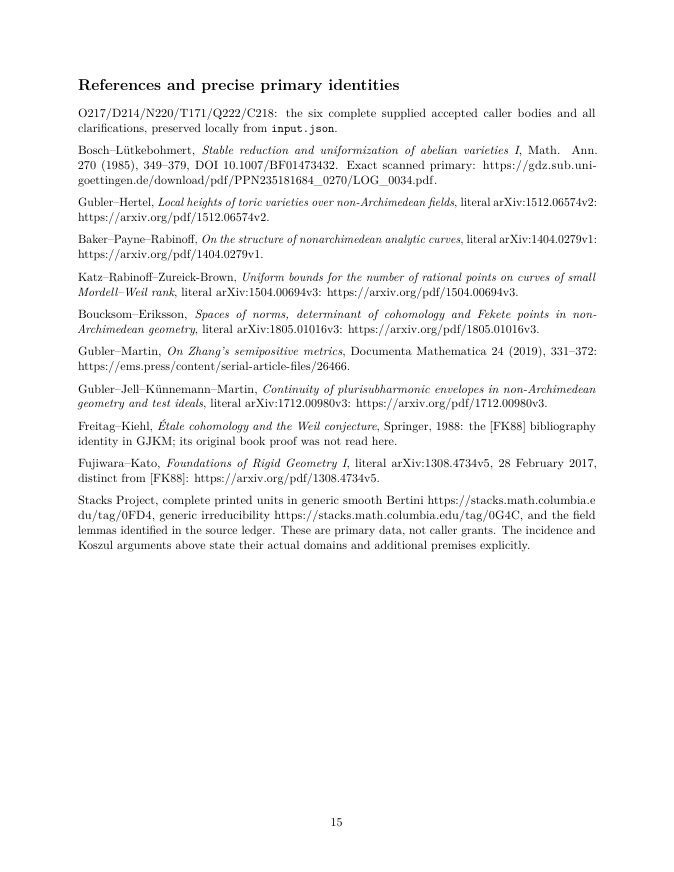 References and precise primary identities
O217/D214/N220/T171/Q222/C218: the six complete supplied accepted caller bodies and all
clarifications, preserved locally from input.json.
Bosch–Lütkebohmert, Stable reduction and uniformization of abelian varieties I, Math. Ann.
270 (1985), 349–379, DOI 10.1007/BF01473432. Exact scanned primary: https://gdz.sub.uni-
goettingen.de/download/pdf/PPN235181684_0270/LOG_0034.pdf.
Gubler–Hertel, Local heights of toric varieties over non-Archimedean fields, literal arXiv:1512.06574v2:
https://arxiv.org/pdf/1512.06574v2.
Baker–Payne–Rabinoff, On the structure of nonarchimedean analytic curves, literal arXiv:1404.0279v1:
https://arxiv.org/pdf/1404.0279v1.
Katz–Rabinoff–Zureick-Brown, Uniform bounds for the number of rational points on curves of small
Mordell–Weil rank, literal arXiv:1504.00694v3: https://arxiv.org/pdf/1504.00694v3.
Boucksom–Eriksson, Spaces of norms, determinant of cohomology and Fekete points in non-
Archimedean geometry, literal arXiv:1805.01016v3: https://arxiv.org/pdf/1805.01016v3.
Gubler–Martin, On Zhang's semipositive metrics, Documenta Mathematica 24 (2019), 331–372:
https://ems.press/content/serial-article-files/26466.
Gubler–Jell–Künnemann–Martin, Continuity of plurisubharmonic envelopes in non-Archimedean
geometry and test ideals, literal arXiv:1712.00980v3: https://arxiv.org/pdf/1712.00980v3.
Freitag–Kiehl, Étale cohomology and the Weil conjecture, Springer, 1988: the [FK88] bibliography
identity in GJKM; its original book proof was not read here.
Fujiwara–Kato, Foundations of Rigid Geometry I, literal arXiv:1308.4734v5, 28 February 2017,
distinct from [FK88]: https://arxiv.org/pdf/1308.4734v5.
Stacks Project, complete printed units in generic smooth Bertini https://stacks.math.columbia.e
du/tag/0FD4, generic irreducibility https://stacks.math.columbia.edu/tag/0G4C, and the field
lemmas identified in the source ledger. These are primary data, not caller grants. The incidence and
Koszul arguments above state their actual domains and additional premises explicitly.
15